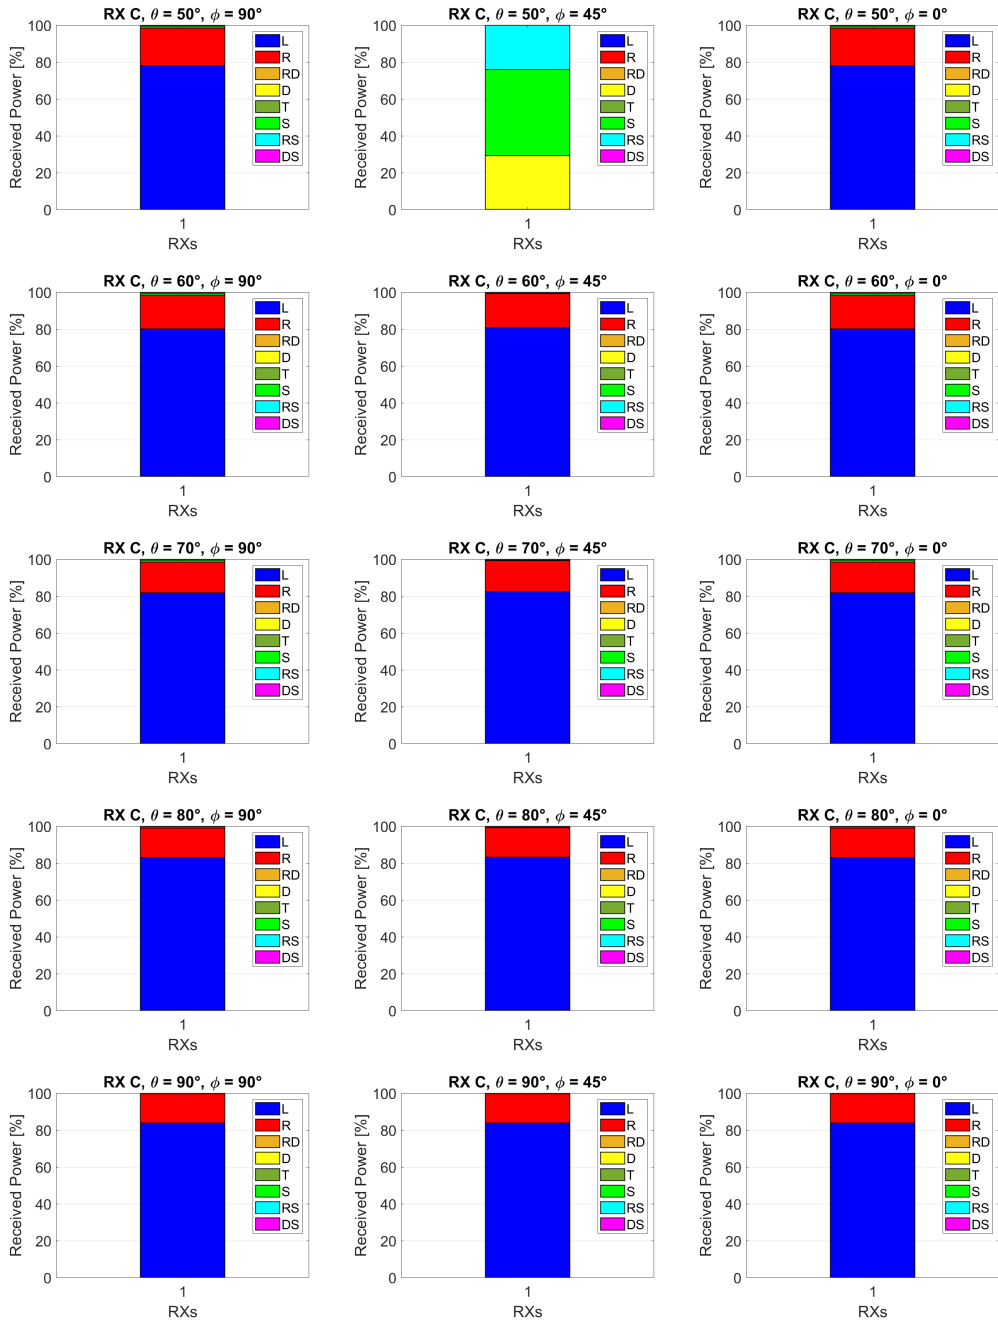 RX C, θ = 50°, ϕ = 90°
Received Power [%]
100
80
60
40
20
0
1
RXs
L
R
RD
D
T
S
RS
DS
RX C, θ = 50°, ϕ = 45°
Received Power [%]
100
80
60
40
20
0
1
RXs
L
R
RD
D
T
S
RS
DS
RX C, θ = 50°, ϕ = 0°
Received Power [%]
100
80
60
40
20
0
1
RXs
L
R
RD
D
T
S
RS
DS
RX C, θ = 60°, ϕ = 90°
Received Power [%]
100
80
60
40
20
0
1
RXs
L
R
RD
D
T
S
RS
DS
RX C, θ = 60°, ϕ = 45°
Received Power [%]
100
80
60
40
20
0
1
RXs
L
R
RD
D
T
S
RS
DS
RX C, θ = 60°, ϕ = 0°
Received Power [%]
100
80
60
40
20
0
1
RXs
L
R
RD
D
T
S
RS
DS
RX C, θ = 70°, ϕ = 90°
Received Power [%]
100
80
60
40
20
0
1
RXs
L
R
RD
D
T
S
RS
DS
RX C, θ = 70°, ϕ = 45°
Received Power [%]
100
80
60
40
20
0
1
RXs
L
R
RD
D
T
S
RS
DS
RX C, θ = 70°, ϕ = 0°
Received Power [%]
100
80
60
40
20
0
1
RXs
L
R
RD
D
T
S
RS
DS
RX C, θ = 80°, ϕ = 90°
Received Power [%]
100
80
60
40
20
0
1
RXs
L
R
RD
D
T
S
RS
DS
RX C, θ = 80°, ϕ = 45°
Received Power [%]
100
80
60
40
20
0
1
RXs
L
R
RD
D
T
S
RS
DS
RX C, θ = 80°, ϕ = 0°
Received Power [%]
100
80
60
40
20
0
1
RXs
L
R
RD
D
T
S
RS
DS
RX C, θ = 90°, ϕ = 90°
Received Power [%]
100
80
60
40
20
0
1
RXs
L
R
RD
D
T
S
RS
DS
RX C, θ = 90°, ϕ = 45°
Received Power [%]
100
80
60
40
20
0
1
RXs
L
R
RD
D
T
S
RS
DS
RX C, θ = 90°, ϕ = 0°
Received Power [%]
100
80
60
40
20
0
1
RXs
L
R
RD
D
T
S
RS
DS